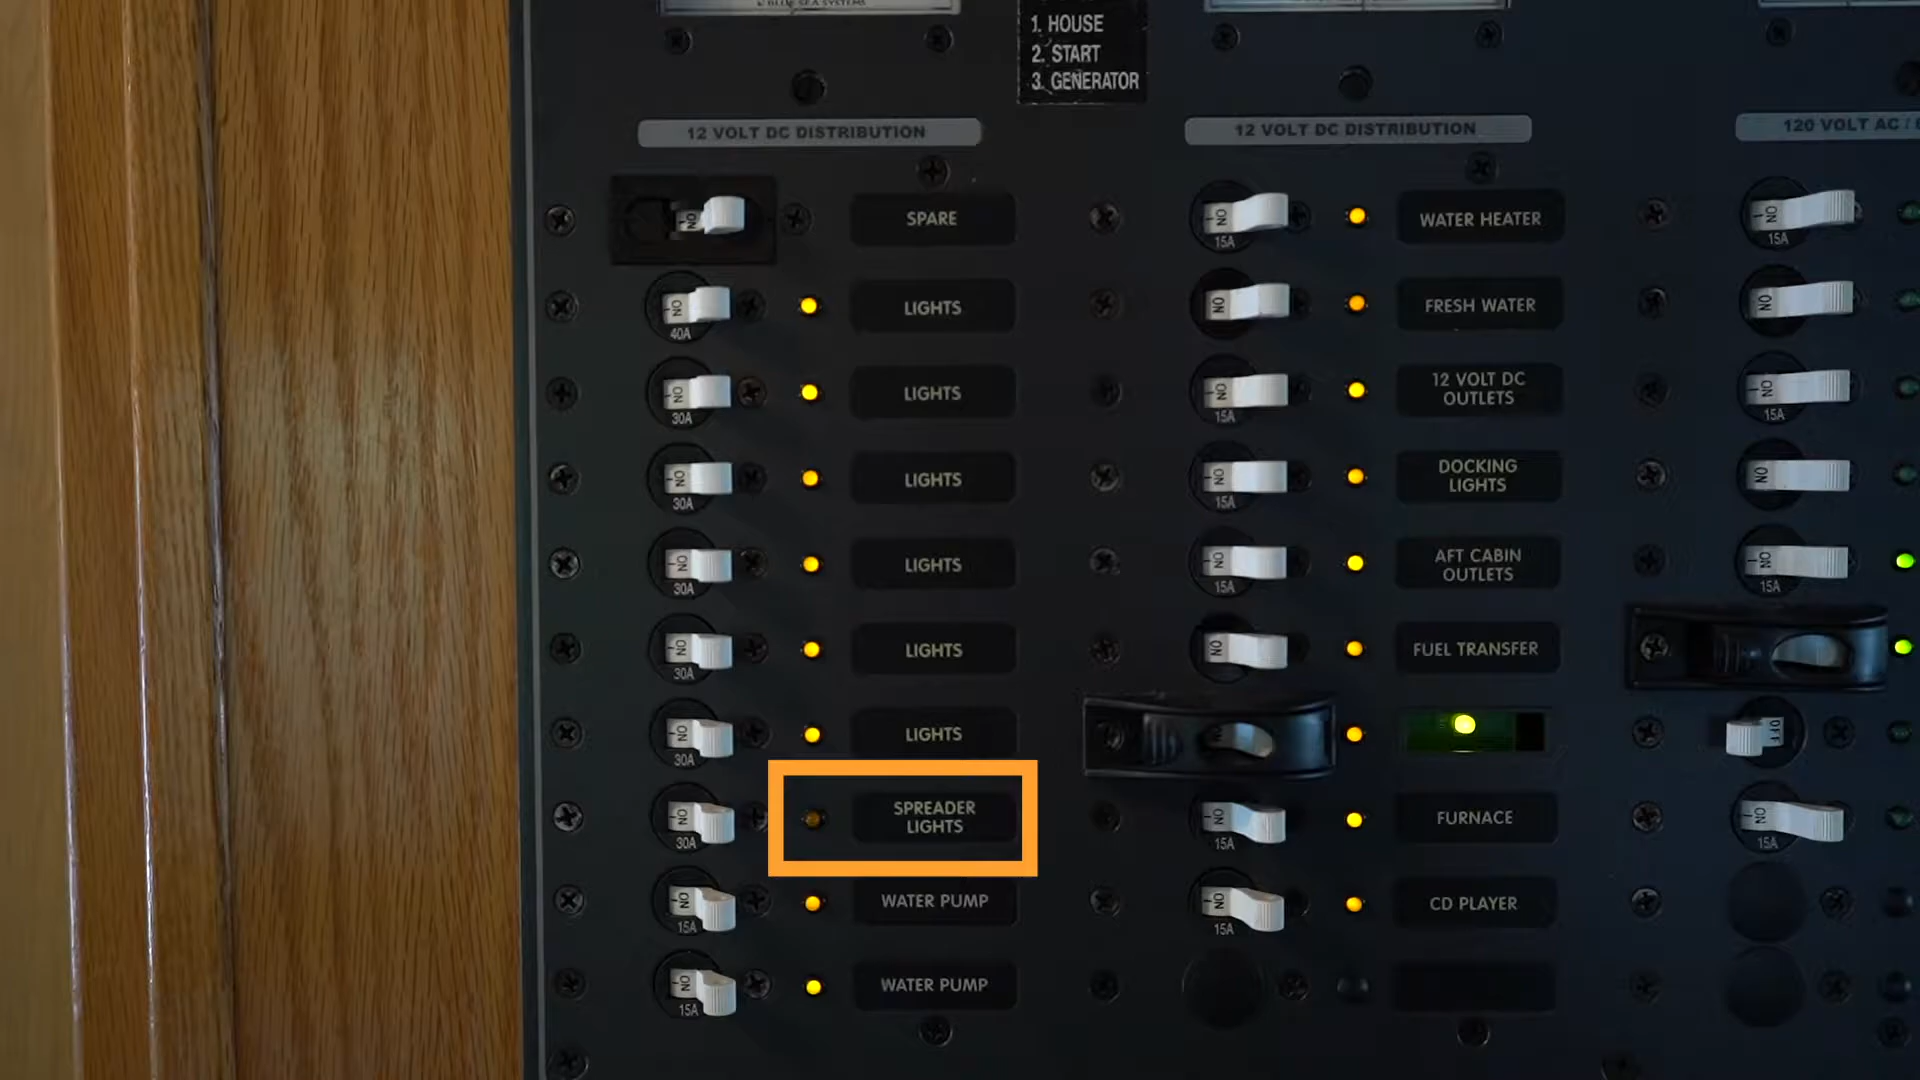 BLUE SEA SYSTEMS
1. HOUSE
2. START
3. GENERATOR
12 VOLT DC DISTRIBUTION
ON
SPARE
ON
40A
LIGHTS
ON
30A
LIGHTS
ON
30A
LIGHTS
ON
30A
LIGHTS
ON
30A
LIGHTS
ON
30A
LIGHTS
ON
30A
SPREADER
LIGHTS
ON
15A
WATER PUMP
ON
15A
WATER PUMP
12 VOLT DC DISTRIBUTION
ON
15A
WATER HEATER
ON
FRESH WATER
ON
15A
12 VOLT DC
OUTLETS
ON
15A
DOCKING
LIGHTS
ON
15A
AFT CABIN
OUTLETS
ON
FUEL TRANSFER
ON
15A
FURNACE
ON
15A
CD PLAYER
120 VOLT AC /
ON
15A
ON
ON
15A
ON
ON
15A
OFF
ON
15A